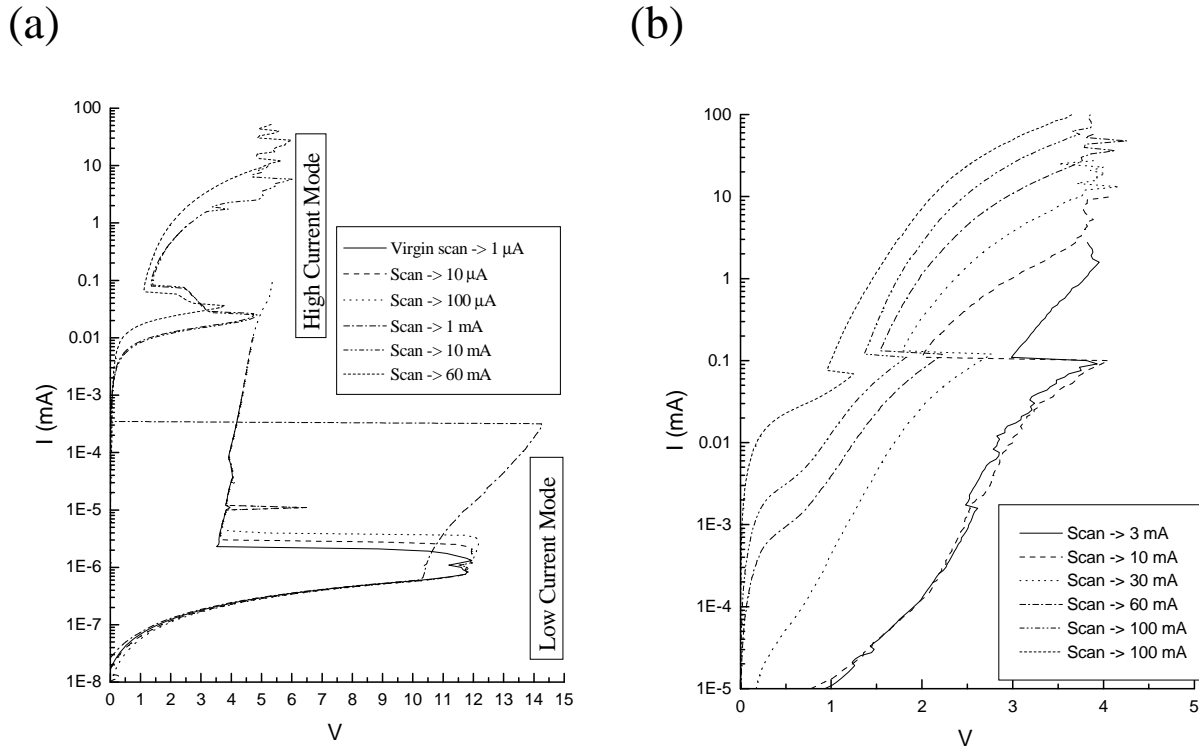 (a)
100
10
1
0.1
0.01
1E-3
1E-4
1E-5
1E-6
1E-7
1E-8
I (mA)
0 1 2 3 4 5 6 7 8 9 10 11 12 13 14 15
V
High Current Mode
Low Current Mode
Virgin scan -> 1 μA
Scan -> 10 μA
Scan -> 100 μA
Scan -> 1 mA
Scan -> 10 mA
Scan -> 60 mA
(b)
100
10
1
0.1
0.01
1E-3
1E-4
1E-5
I (mA)
0 1 2 3 4 5
V
Scan -> 3 mA
Scan -> 10 mA
Scan -> 30 mA
Scan -> 60 mA
Scan -> 100 mA
Scan -> 100 mA